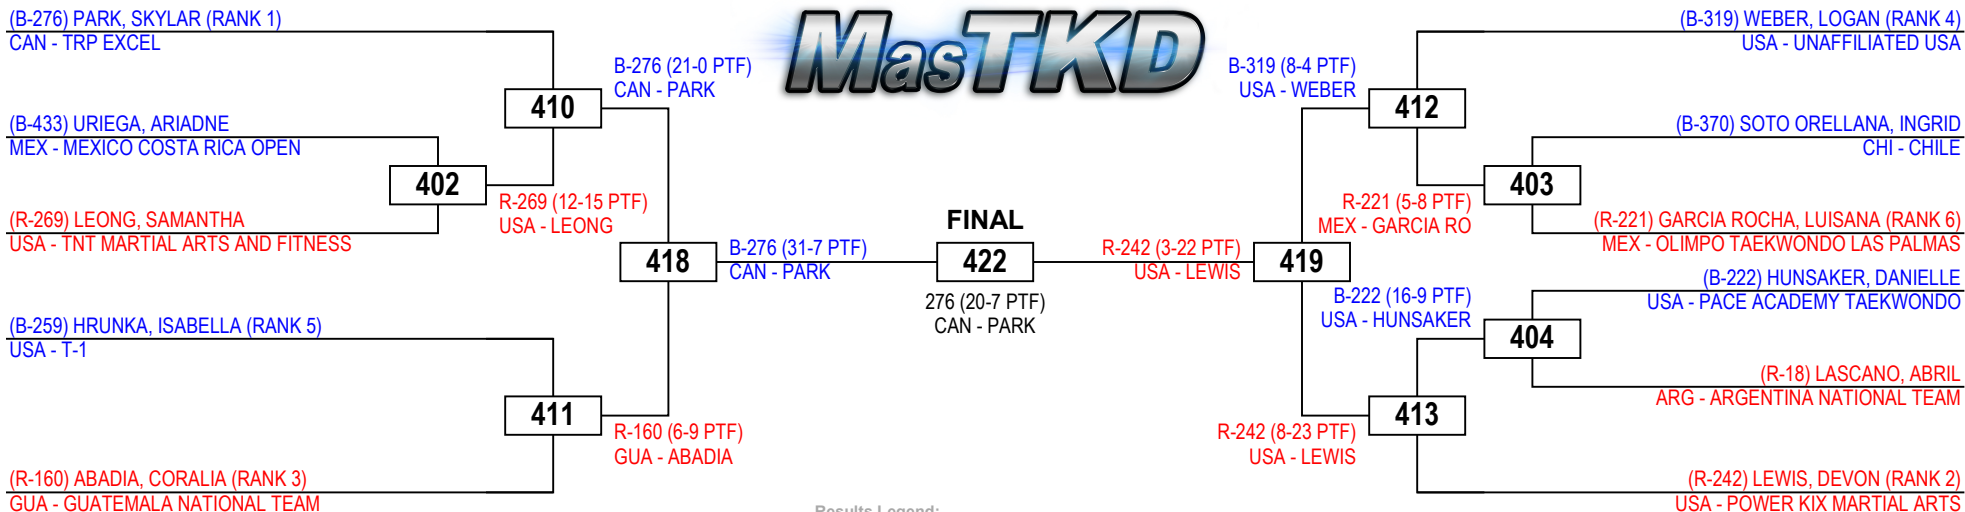 (B-276) PARK, SKYLAR (RANK 1)
CAN - TRP EXCEL
(B-433) URIEGA, ARIADNE
MEX - MEXICO COSTA RICA OPEN
(R-269) LEONG, SAMANTHA
USA - TNT MARTIAL ARTS AND FITNESS
(B-259) HRUNKA, ISABELLA (RANK 5)
USA - T-1
(R-160) ABADIA, CORALIA (RANK 3)
GUA - GUATEMALA NATIONAL TEAM
402
R-269 (12-15 PTF)
USA - LEONG
410
B-276 (21-0 PTF)
CAN - PARK
411
R-160 (6-9 PTF)
GUA - ABADIA
418
B-276 (31-7 PTF)
CAN - PARK
MasTKD
FINAL
422
276 (20-7 PTF)
CAN - PARK
Results Legend:
R-242 (3-22 PTF)
USA - LEWIS
419
B-319 (8-4 PTF)
USA - WEBER
412
R-221 (5-8 PTF)
MEX - GARCIA RO
403
B-222 (16-9 PTF)
USA - HUNSAKER
404
R-242 (8-23 PTF)
USA - LEWIS
413
(B-319) WEBER, LOGAN (RANK 4)
USA - UNAFFILIATED USA
(B-370) SOTO ORELLANA, INGRID
CHI - CHILE
(R-221) GARCIA ROCHA, LUISANA (RANK 6)
MEX - OLIMPO TAEKWONDO LAS PALMAS
(B-222) HUNSAKER, DANIELLE
USA - PACE ACADEMY TAEKWONDO
(R-18) LASCANO, ABRIL
ARG - ARGENTINA NATIONAL TEAM
(R-242) LEWIS, DEVON (RANK 2)
USA - POWER KIX MARTIAL ARTS